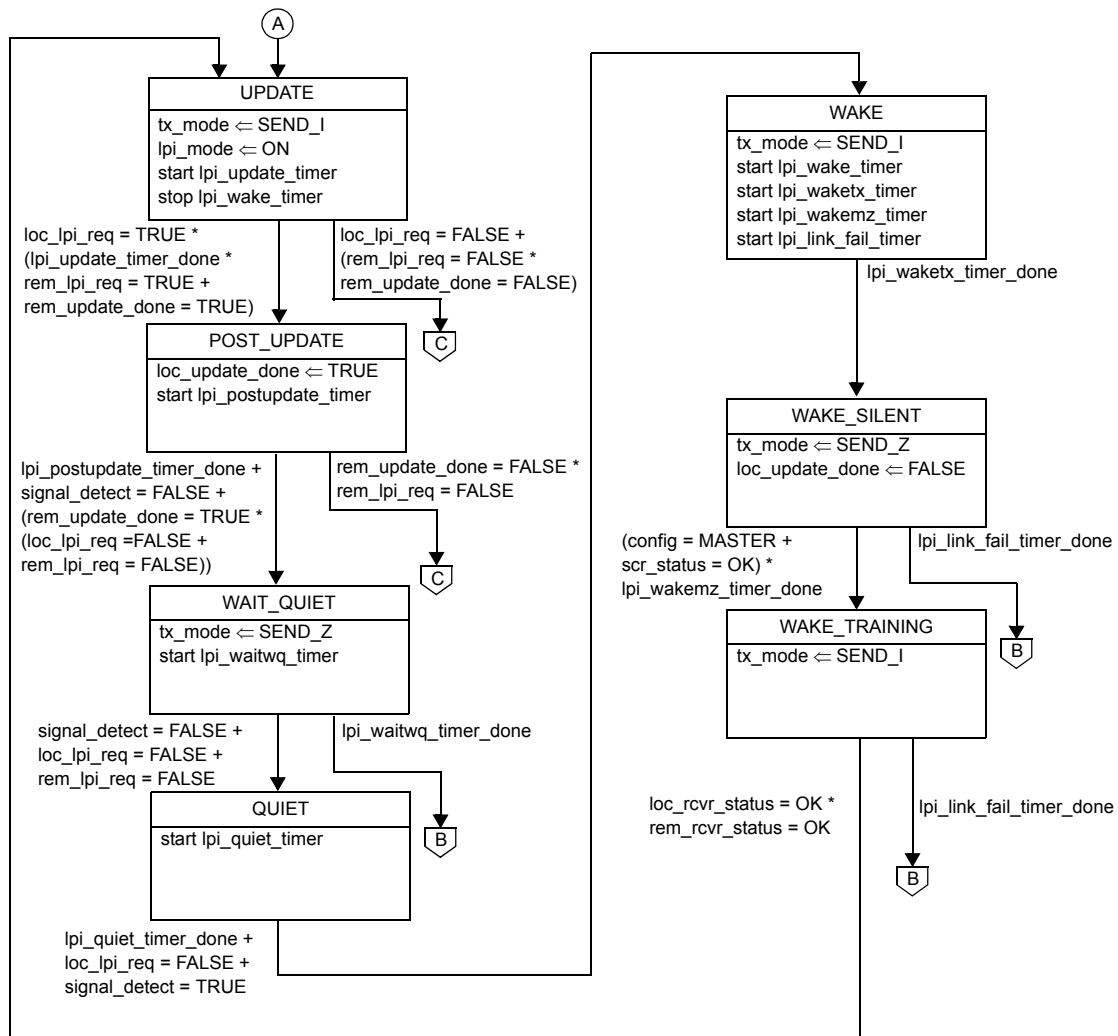 A
UPDATE
tx_mode ⇐ SEND_I
lpi_mode ⇐ ON
start lpi_update_timer
stop lpi_wake_timer
loc_lpi_req = TRUE *
(lpi_update_timer_done *
rem_lpi_req = TRUE +
rem_update_done = TRUE)
loc_lpi_req = FALSE +
(rem_lpi_req = FALSE *
rem_update_done = FALSE)
C
POST_UPDATE
loc_update_done ⇐ TRUE
start lpi_postupdate_timer
lpi_postupdate_timer_done +
signal_detect = FALSE +
(rem_update_done = TRUE *
(loc_lpi_req =FALSE +
rem_lpi_req = FALSE))
rem_update_done = FALSE *
rem_lpi_req = FALSE
C
WAIT_QUIET
tx_mode ⇐ SEND_Z
start lpi_waitwq_timer
signal_detect = FALSE +
loc_lpi_req = FALSE +
rem_lpi_req = FALSE
lpi_waitwq_timer_done
B
QUIET
start lpi_quiet_timer
lpi_quiet_timer_done +
loc_lpi_req = FALSE +
signal_detect = TRUE
WAKE
tx_mode ⇐ SEND_I
start lpi_wake_timer
start lpi_waketx_timer
start lpi_wakemz_timer
start lpi_link_fail_timer
lpi_waketx_timer_done
WAKE_SILENT
tx_mode ⇐ SEND_Z
loc_update_done ⇐ FALSE
(config = MASTER +
scr_status = OK) *
lpi_wakemz_timer_done
lpi_link_fail_timer_done
B
WAKE_TRAINING
tx_mode ⇐ SEND_I
loc_rcvr_status = OK *
rem_rcvr_status = OK
lpi_link_fail_timer_done
B